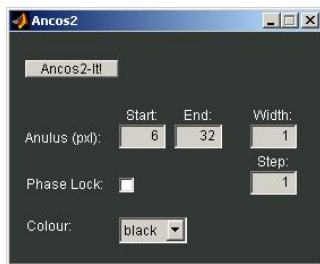 Ancos2
Ancos2-It!
Start: End: Width:
Anulus (pxl): 6 32 1
Step:
Phase Lock: 1
Colour: black